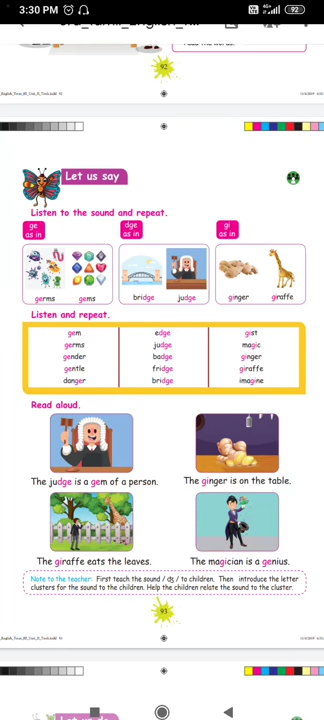 3:30 PM
92
92
Let us say
Listen to the sound and repeat.
ge as in
dge as in
gi as in
germs gems
bridge judge
ginger giraffe
Listen and repeat.
gem edge gist
germs judge magic
gender badge ginger
gentle fridge giraffe
danger bridge imagine
Read aloud.
The judge is a gem of a person.
The ginger is on the table.
The giraffe eats the leaves.
The magician is a genius.
Note to the teacher: First teach the sound / ʤ / to children. Then introduce the letter
clusters for the sound to the children. Help the children relate the sound to the cluster.
93